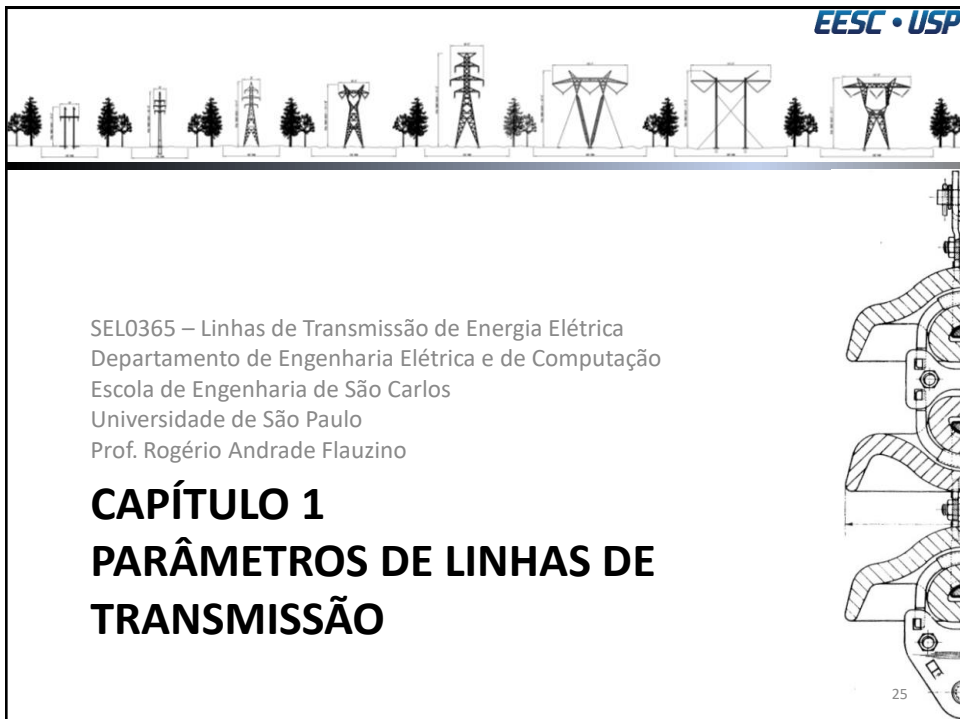 EESC • USP
SEL0365 – Linhas de Transmissão de Energia Elétrica
Departamento de Engenharia Elétrica e de Computação
Escola de Engenharia de São Carlos
Universidade de São Paulo
Prof. Rogério Andrade Flauzino
CAPÍTULO 1
PARÂMETROS DE LINHAS DE
TRANSMISSÃO
25